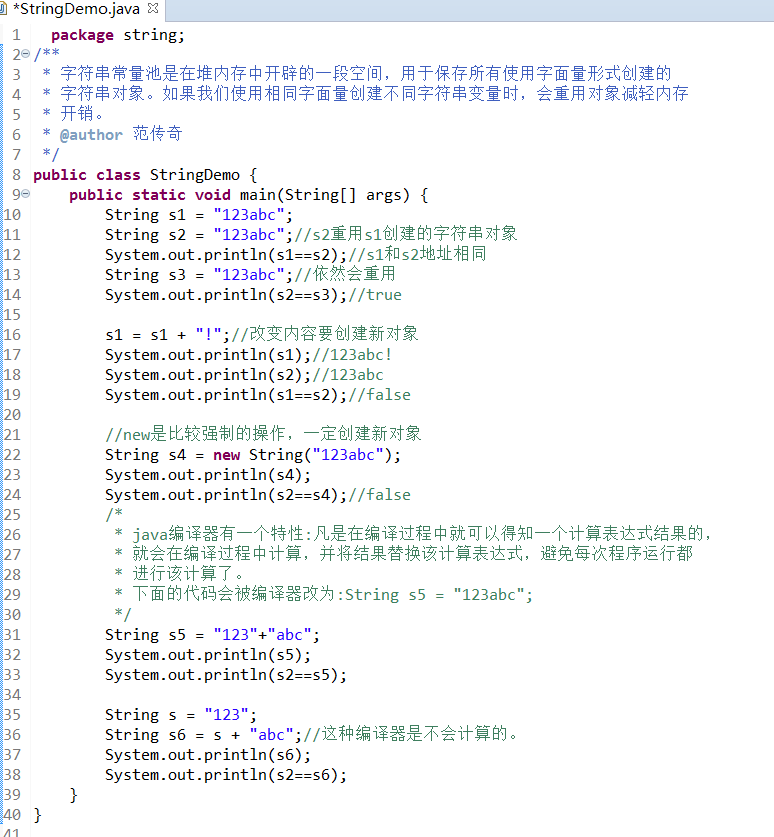 *StringDemo.java
1 package string;
2 /**
3  * 字符串常量池是在堆内存中开辟的一段空间，用于保存所有使用字面量形式创建的
4  * 字符串对象。如果我们使用相同字面量创建不同字符串变量时，会重用对象减轻内存
5  * 开销。
6  * @author 范传奇
7  */
8 public class StringDemo {
9     public static void main(String[] args) {
10         String s1 = "123abc";
11         String s2 = "123abc";//s2重用s1创建的字符串对象
12         System.out.println(s1==s2);//s1和s2地址相同
13         String s3 = "123abc";//依然会重用
14         System.out.println(s2==s3);//true
15
16         s1 = s1 + "!";//改变内容要创建新对象
17         System.out.println(s1);//123abc!
18         System.out.println(s2);//123abc
19         System.out.println(s1==s2);//false
20
21         //new是比较强制的操作，一定创建新对象
22         String s4 = new String("123abc");
23         System.out.println(s4);
24         System.out.println(s2==s4);//false
25         /*
26          * java编译器有一个特性:凡是在编译过程中就可以得知一个计算表达式结果的，
27          * 就会在编译过程中计算，并将结果替换该计算表达式，避免每次程序运行都
28          * 进行该计算了。
29          * 下面的代码会被编译器改为:String s5 = "123abc";
30          */
31         String s5 = "123"+"abc";
32         System.out.println(s5);
33         System.out.println(s2==s5);
34
35         String s = "123";
36         String s6 = s + "abc";//这种编译器是不会计算的。
37         System.out.println(s6);
38         System.out.println(s2==s6);
39     }
40 }
41